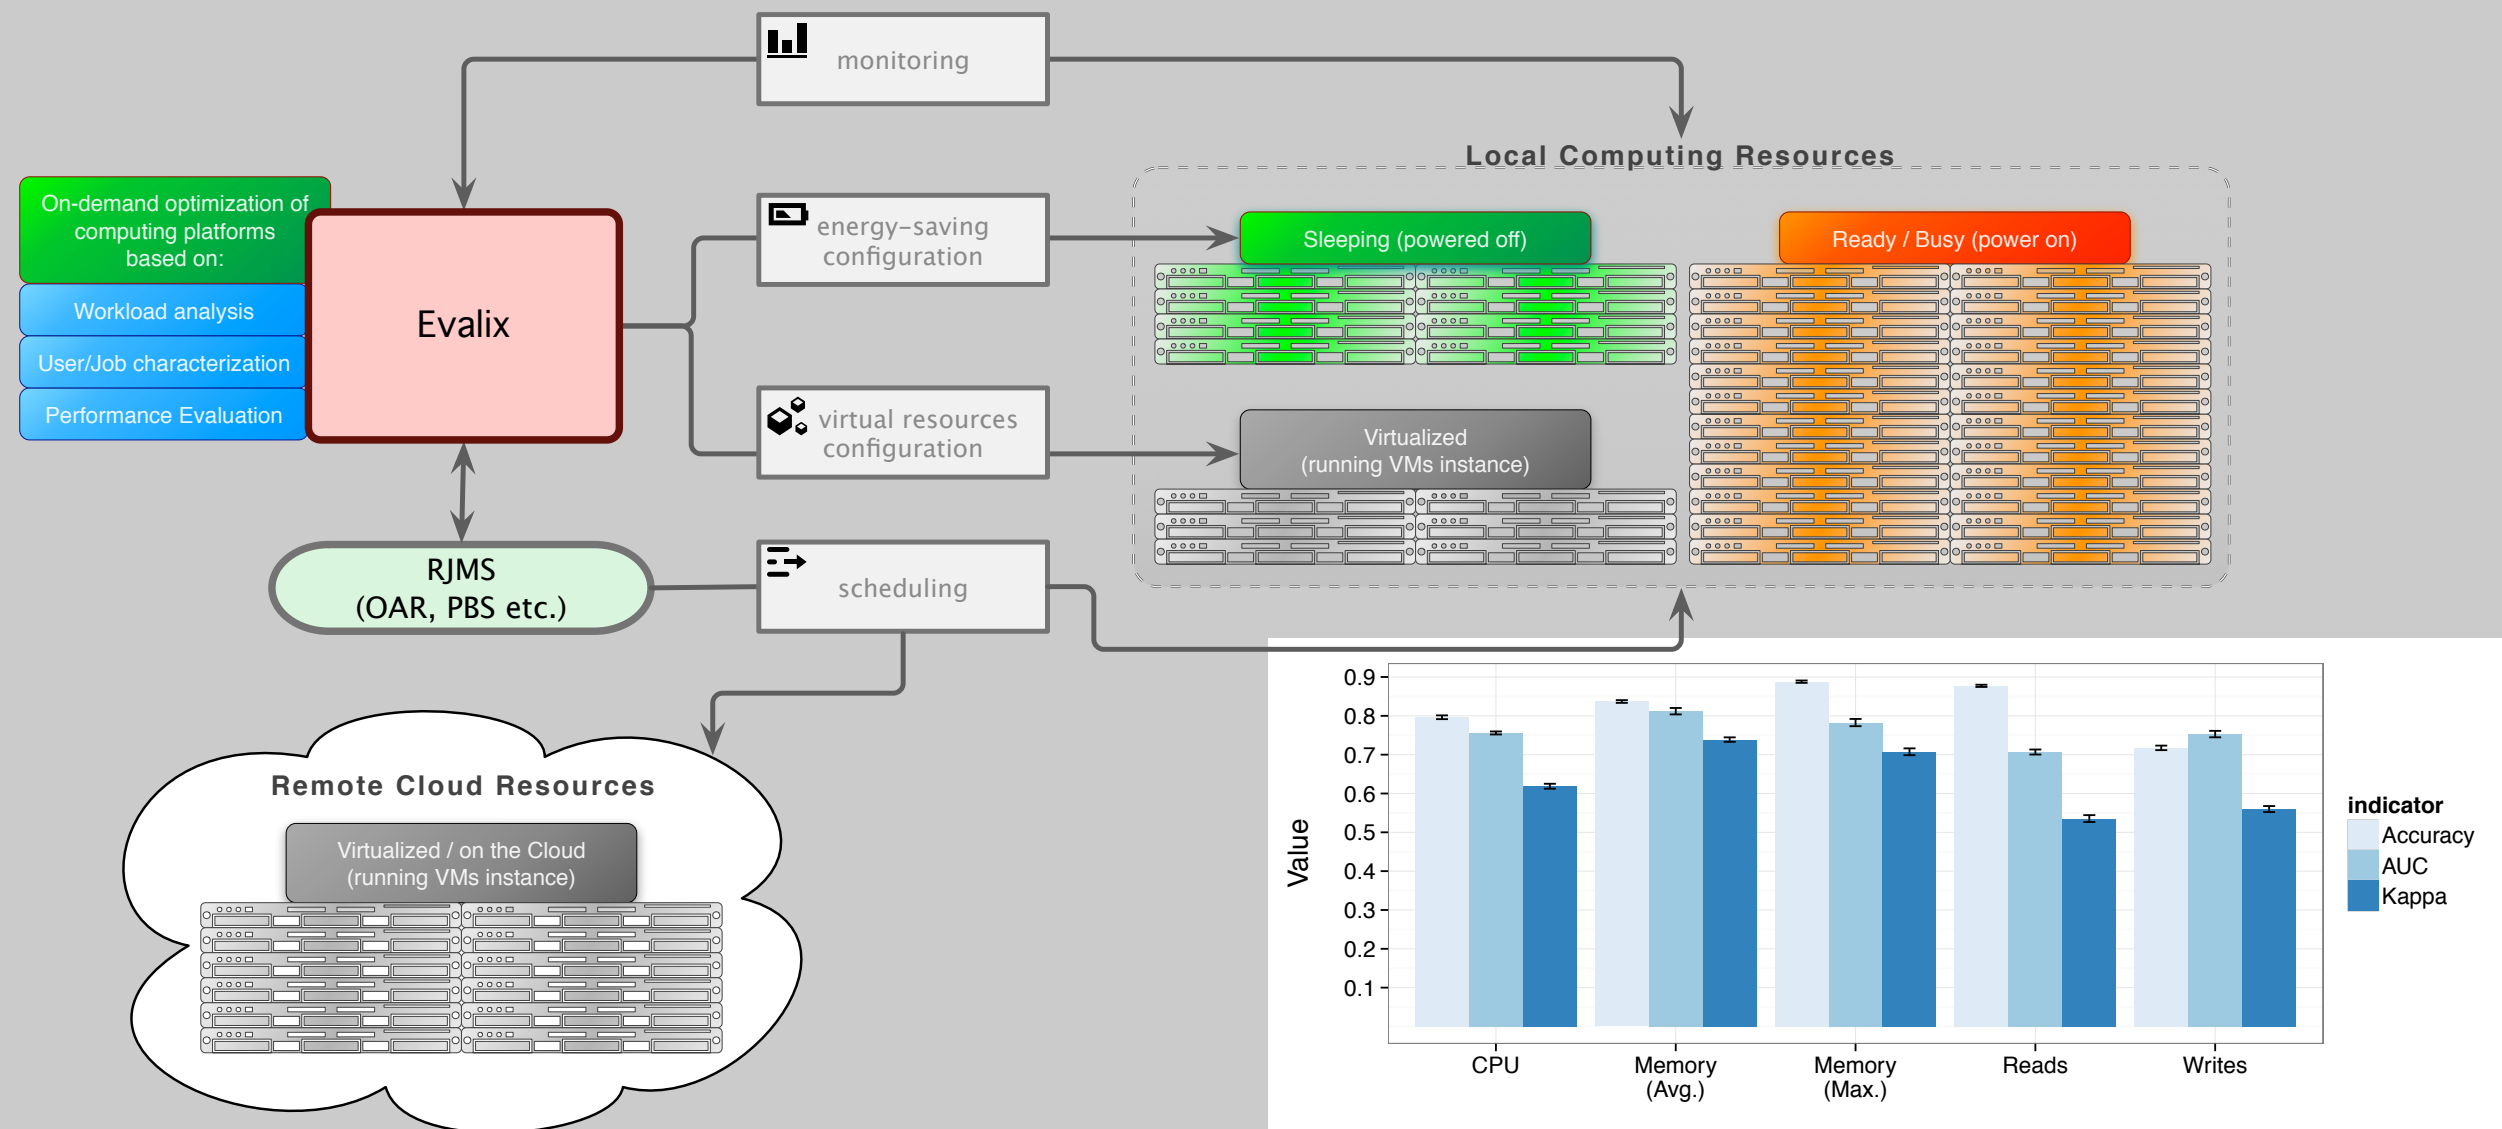 monitoring
Local Computing Resources
On-demand optimization of
computing platforms
based on:
Workload analysis
User/Job characterization
Performance Evaluation
Evalix
energy-saving
configuration
Sleeping (powered off)
Ready / Busy (power on)
virtual resources
configuration
Virtualized
(running VMs instance)
RJMS
(OAR, PBS etc.)
scheduling
Remote Cloud Resources
Virtualized / on the Cloud
(running VMs instance)
Value
0.9
0.8
0.7
0.6
0.5
0.4
0.3
0.2
0.1
CPU
Memory
(Avg.)
Memory
(Max.)
Reads
Writes
indicator
Accuracy
AUC
Kappa